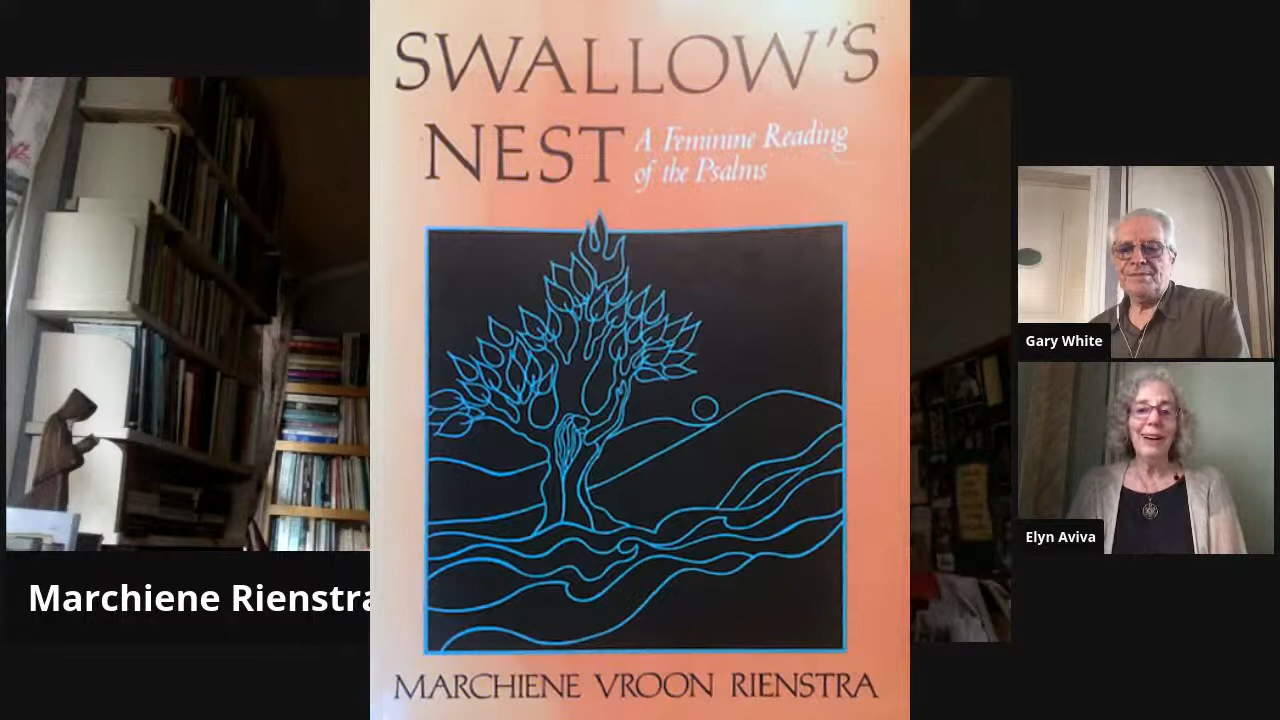 SWALLOW'S
NEST
A Feminine Reading
of the Psalms
MARCHIENE VROON RIENSTRA
Marchiene Rienstra
Gary White
Elyn Aviva